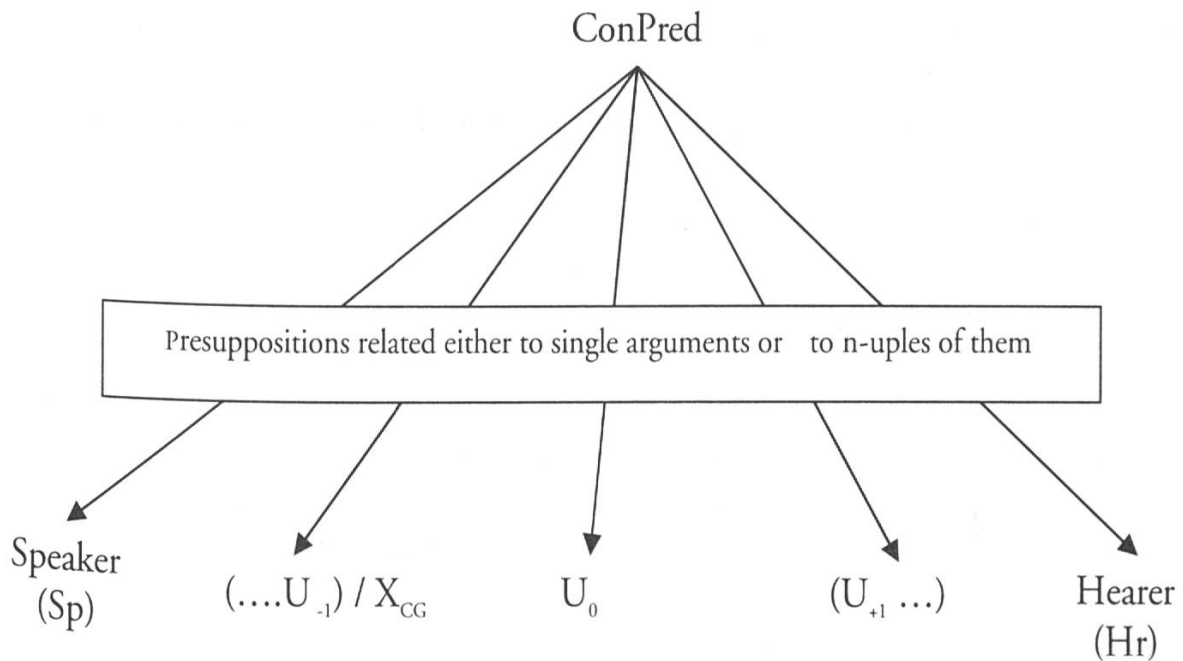 ConPred
Presuppositions related either to single arguments or to n-uples of them
Speaker
(Sp)
(....U₋₁) / X_CG
U₀
(U₊₁ ...)
Hearer
(Hr)